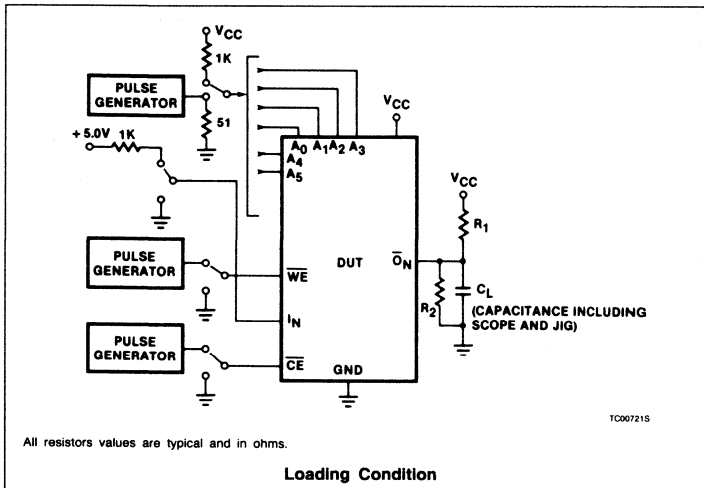 VCC
1K
PULSE
GENERATOR
51
+ 5.0V 1K
VCC
A0 A1 A2 A3
A4
A5
VCC
R1
PULSE
GENERATOR
WE
DUT
ON
R2
CL
(CAPACITANCE INCLUDING
SCOPE AND JIG)
IN
PULSE
GENERATOR
CE
GND
TC00721S
All resistors values are typical and in ohms.
Loading Condition